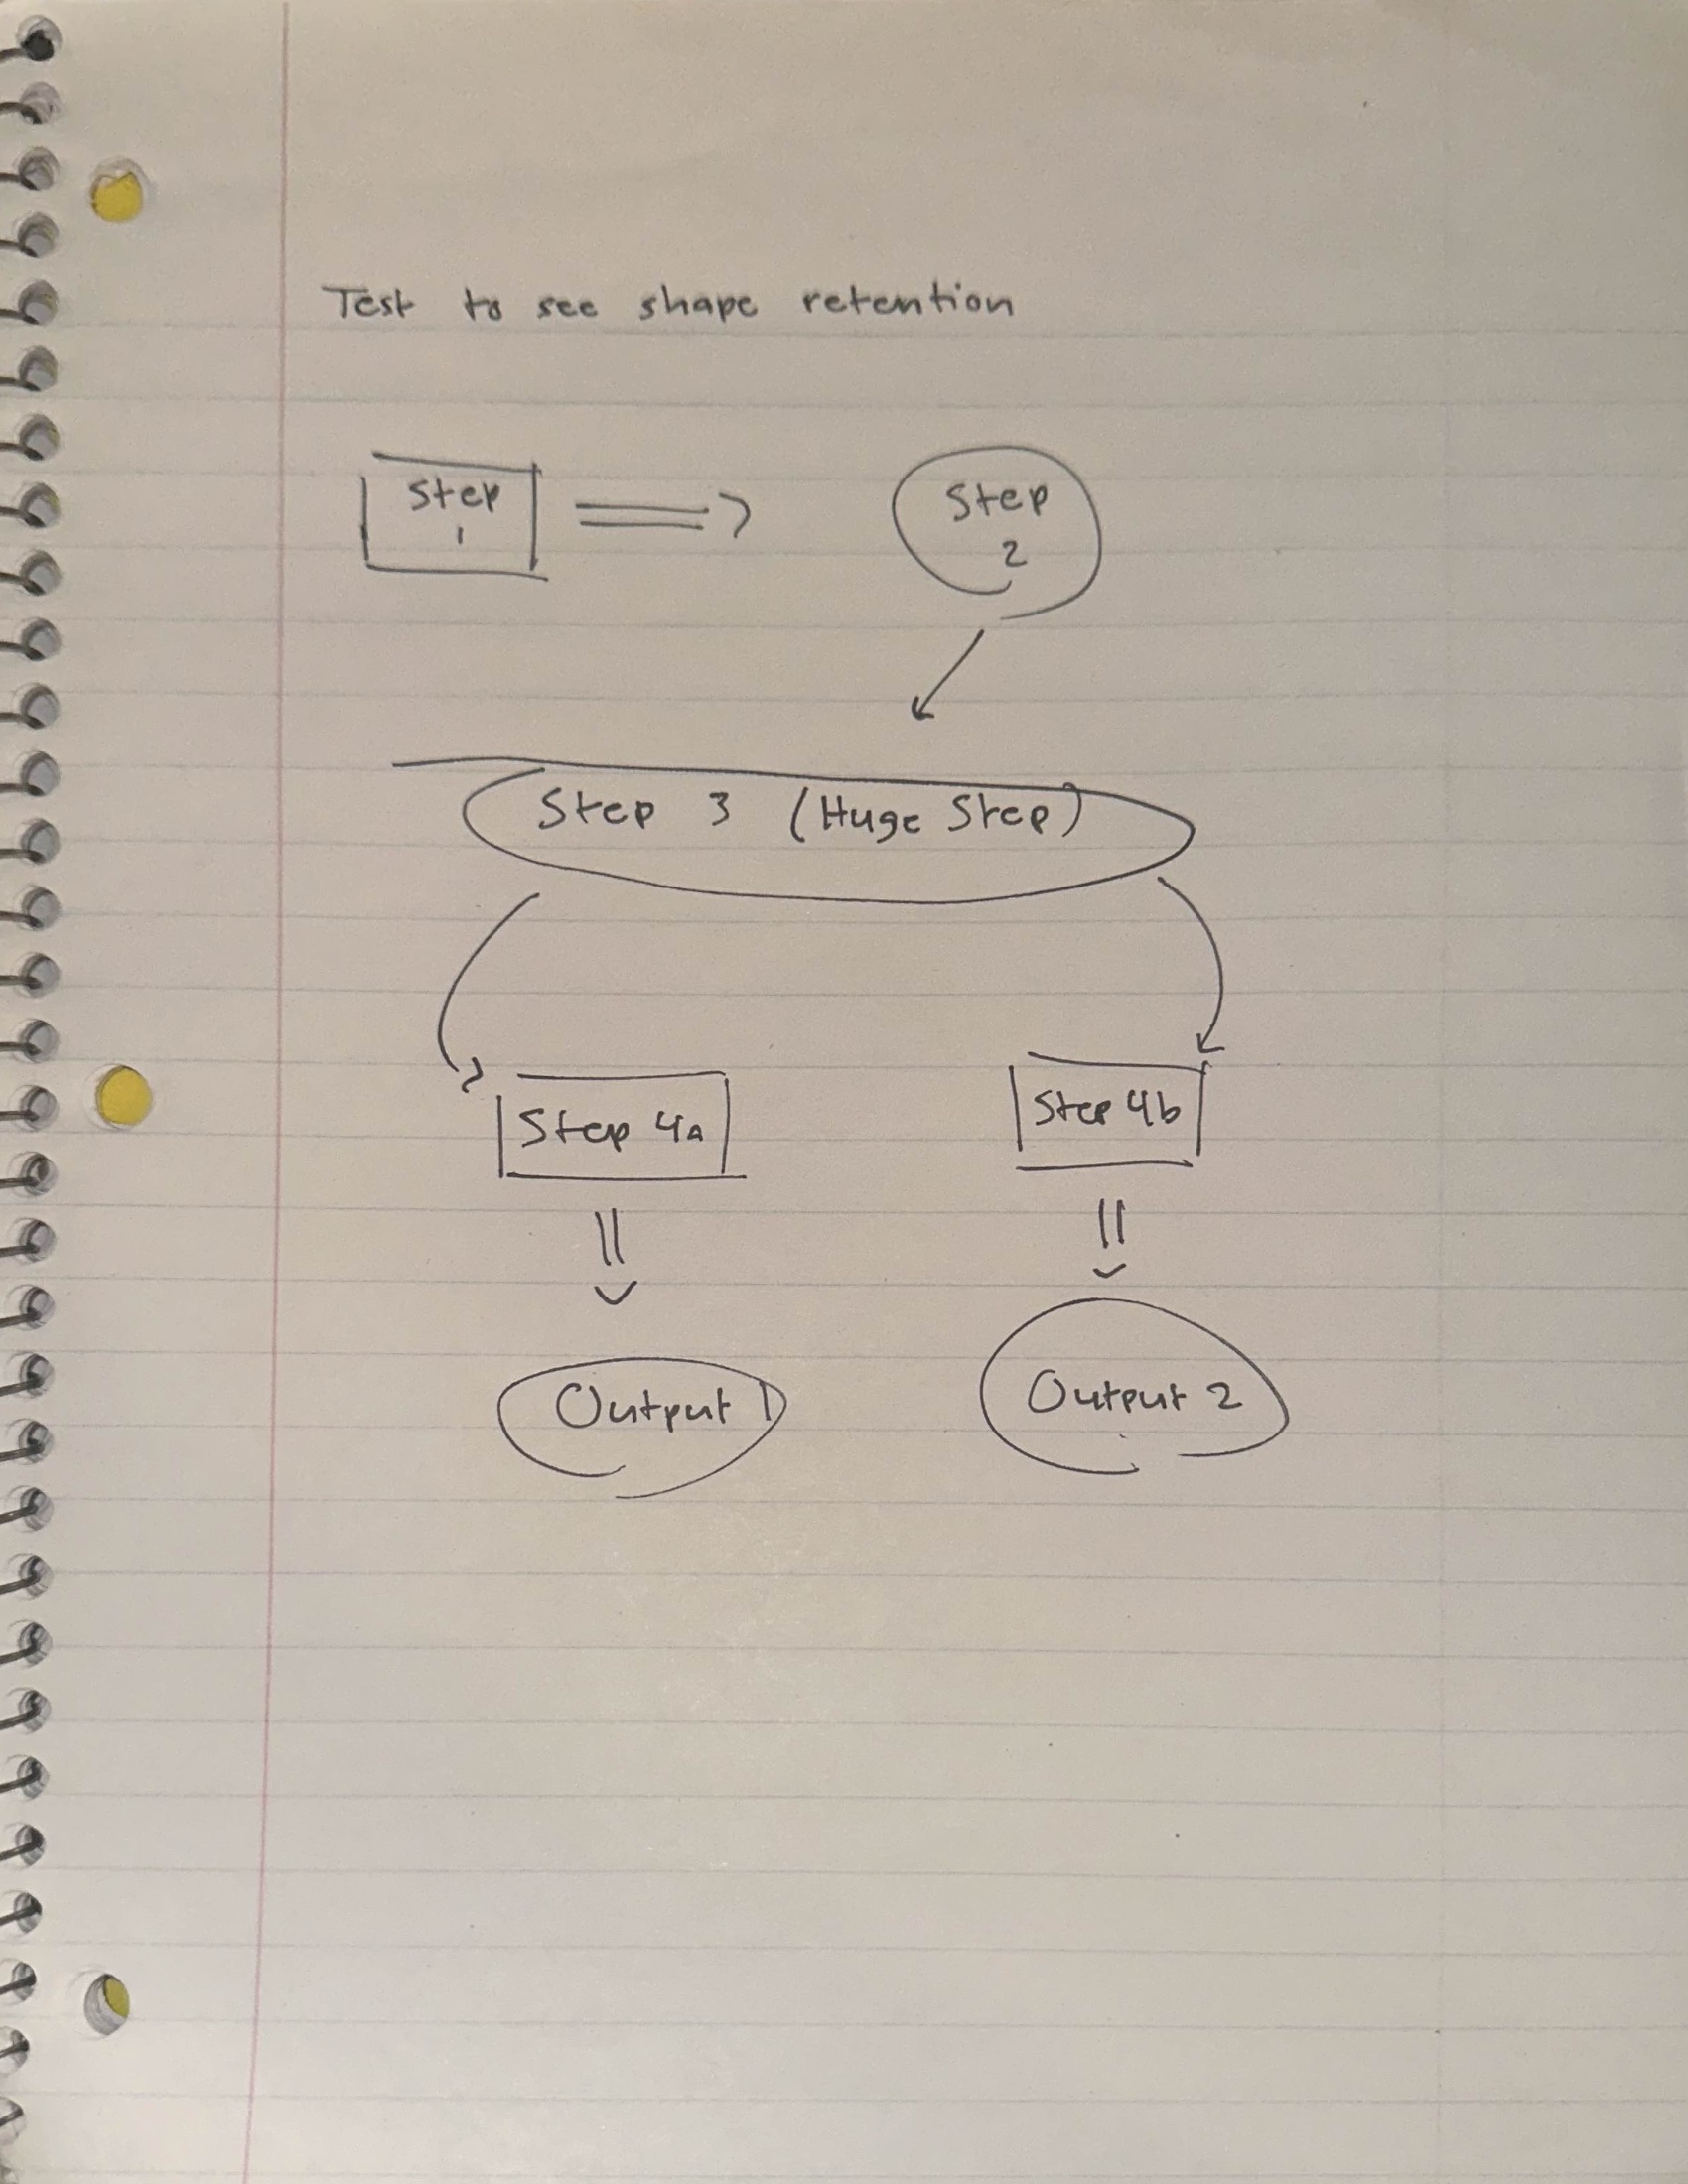 Test to see shape retention
Step
1
Step
2
Step 3 (Huge Step)
Step 4a
Step 4b
Output 1
Output 2